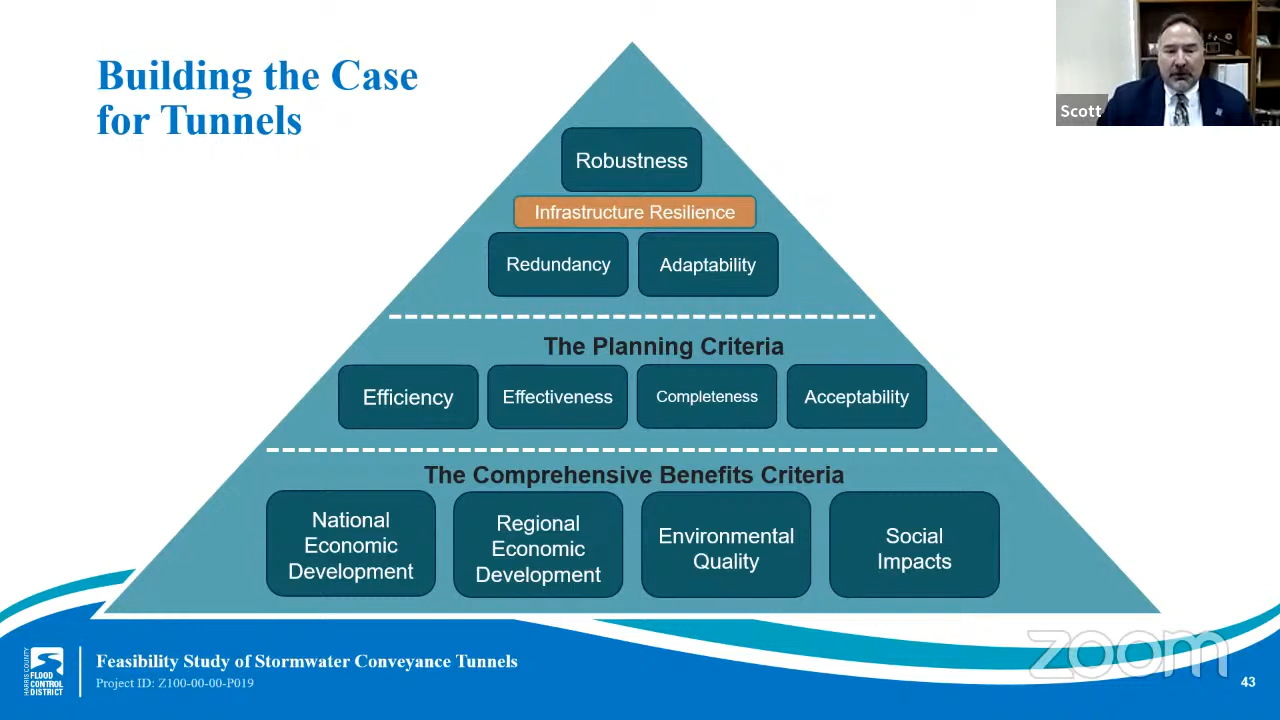 Building the Case
for Tunnels
Scott
Robustness
Infrastructure Resilience
Redundancy
Adaptability
The Planning Criteria
Efficiency
Effectiveness
Completeness
Acceptability
The Comprehensive Benefits Criteria
National
Economic
Development
Regional
Economic
Development
Environmental
Quality
Social
Impacts
HARRIS COUNTY
FLOOD
CONTROL
DISTRICT
Feasibility Study of Stormwater Conveyance Tunnels
Project ID: Z100-00-00-P019
zoom
43